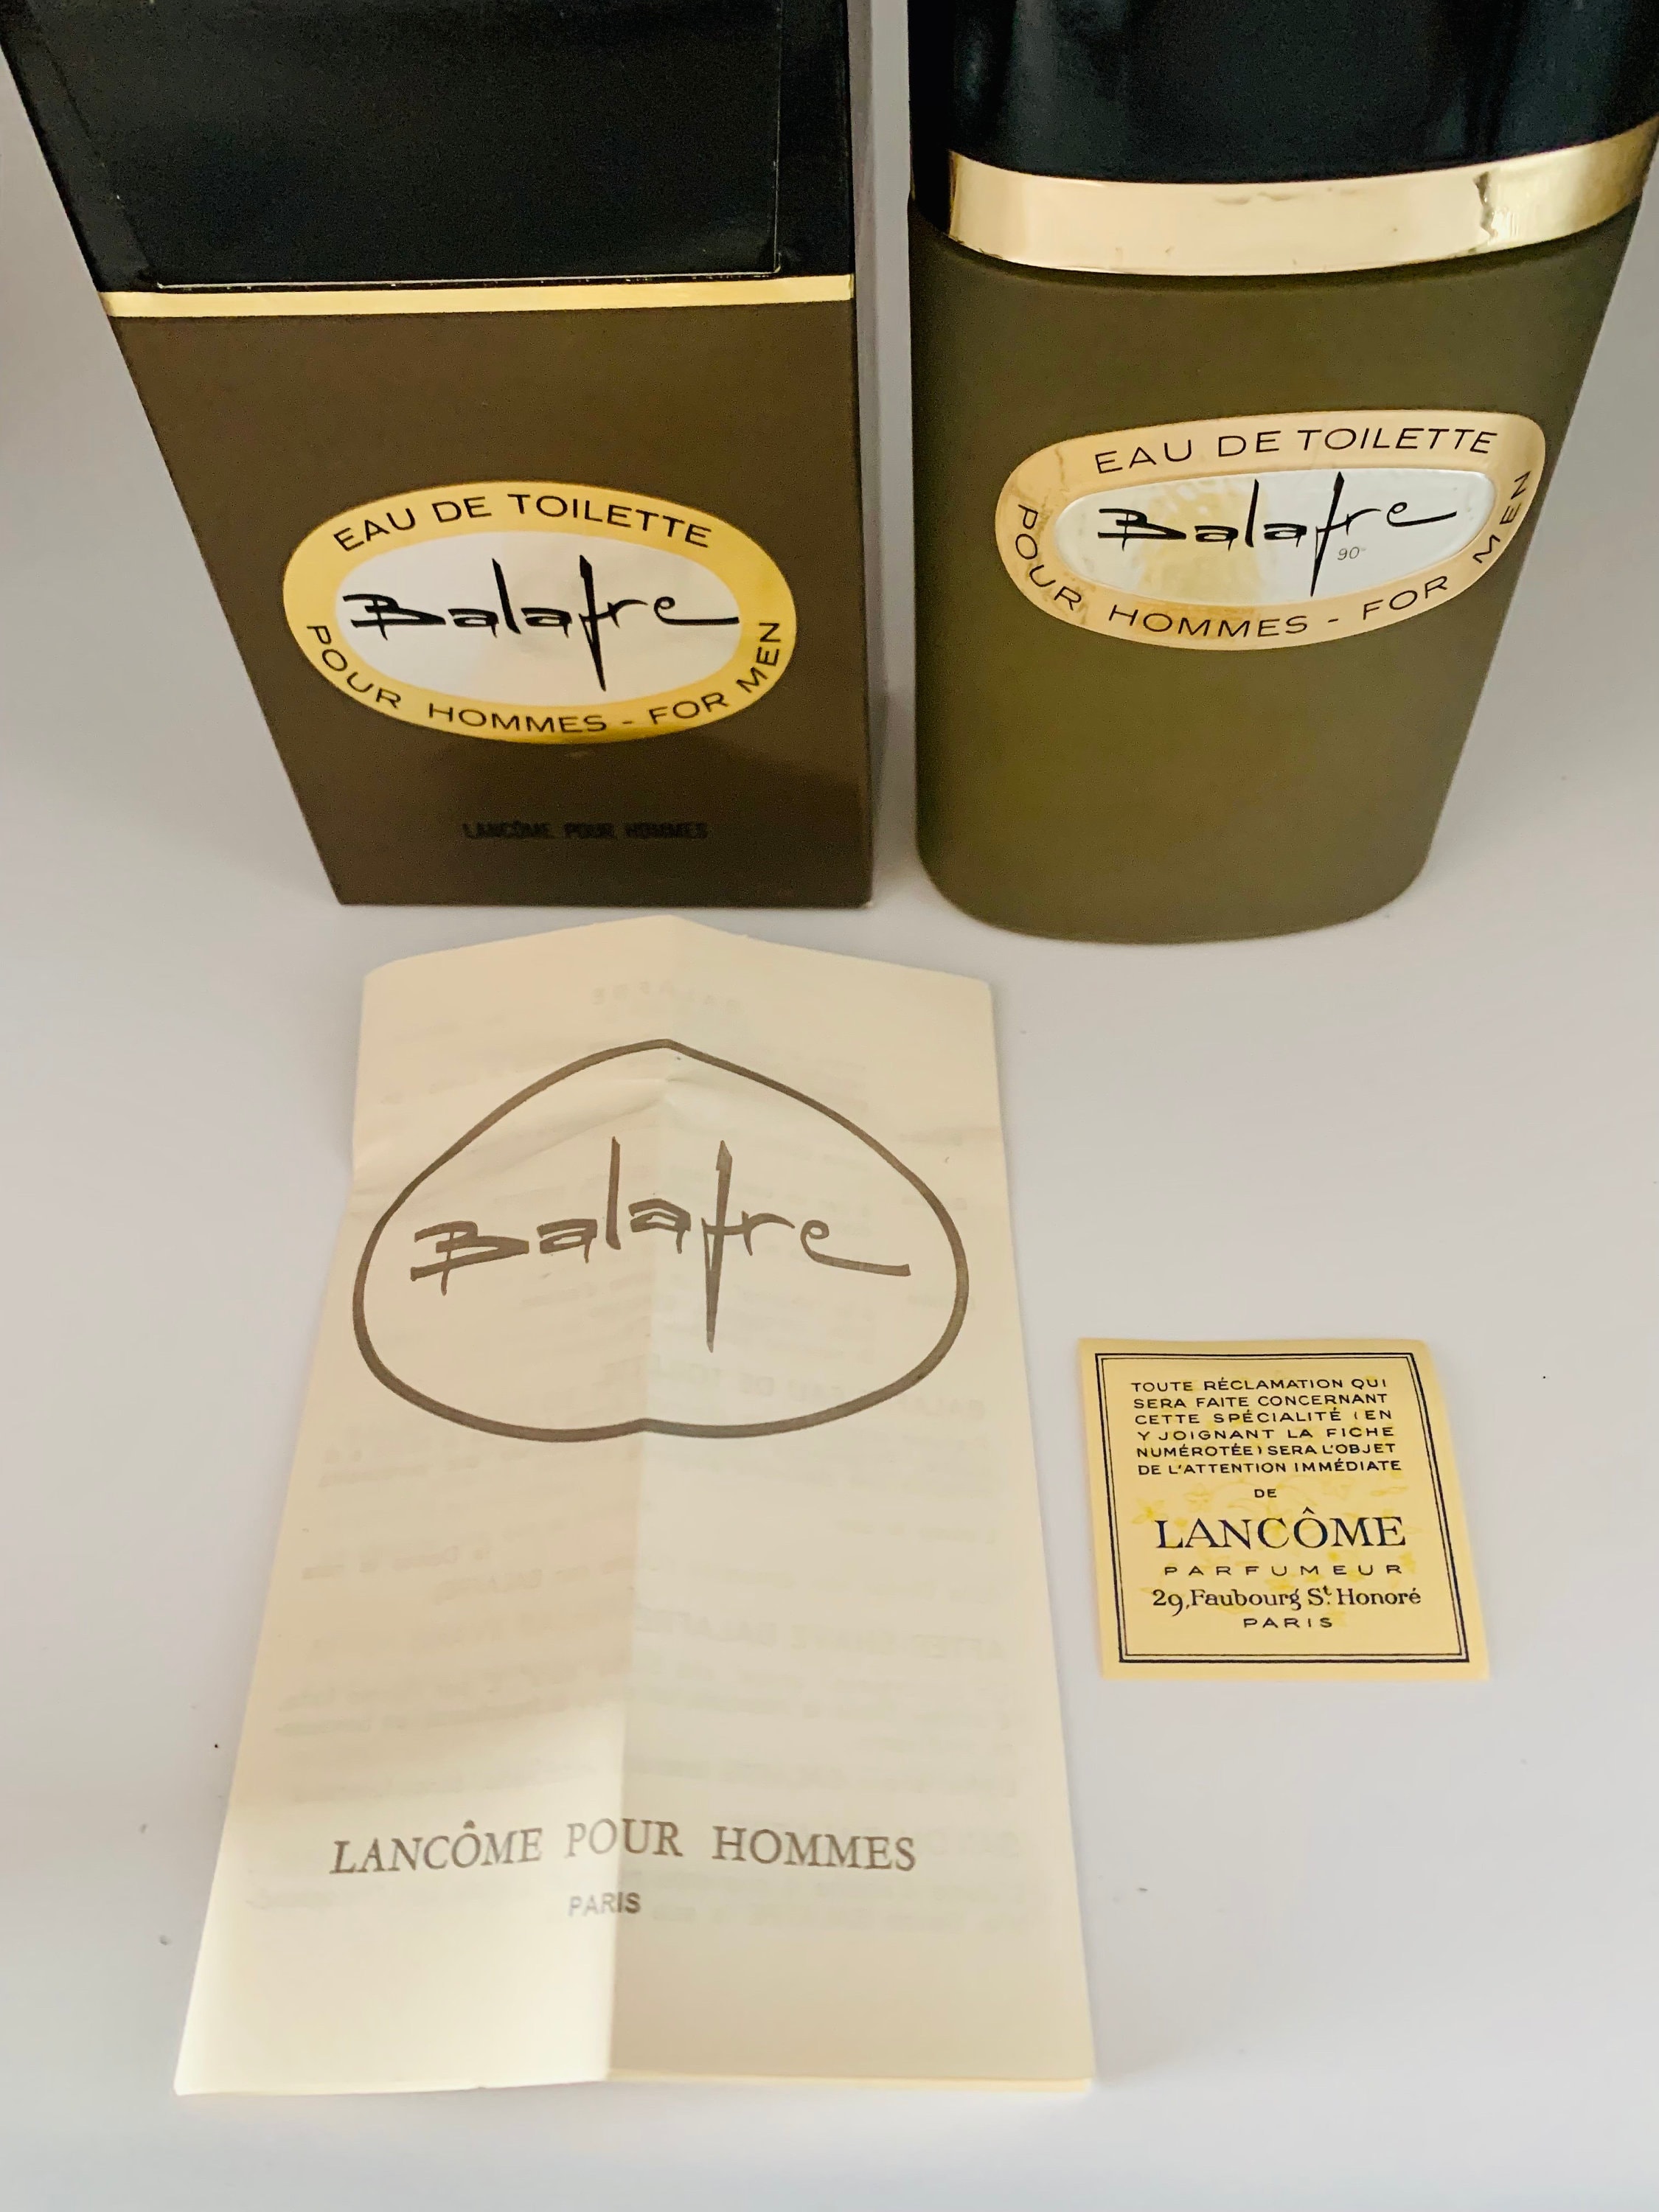 EAU DE TOILETTE
Balafre
POUR HOMMES - FOR MEN
LANCÔME POUR HOMMES
EAU DE TOILETTE
Balafre
90°
POUR HOMMES - FOR MEN
Balafre
LANCÔME POUR HOMMES
PARIS
TOUTE RÉCLAMATION QUI
SERA FAITE CONCERNANT
CETTE SPÉCIALITÉ (EN
Y JOIGNANT LA FICHE
NUMÉROTÉE) SERA L'OBJET
DE L'ATTENTION IMMÉDIATE
DE
LANCÔME
PARFUMEUR
29, Faubourg St. Honoré
PARIS